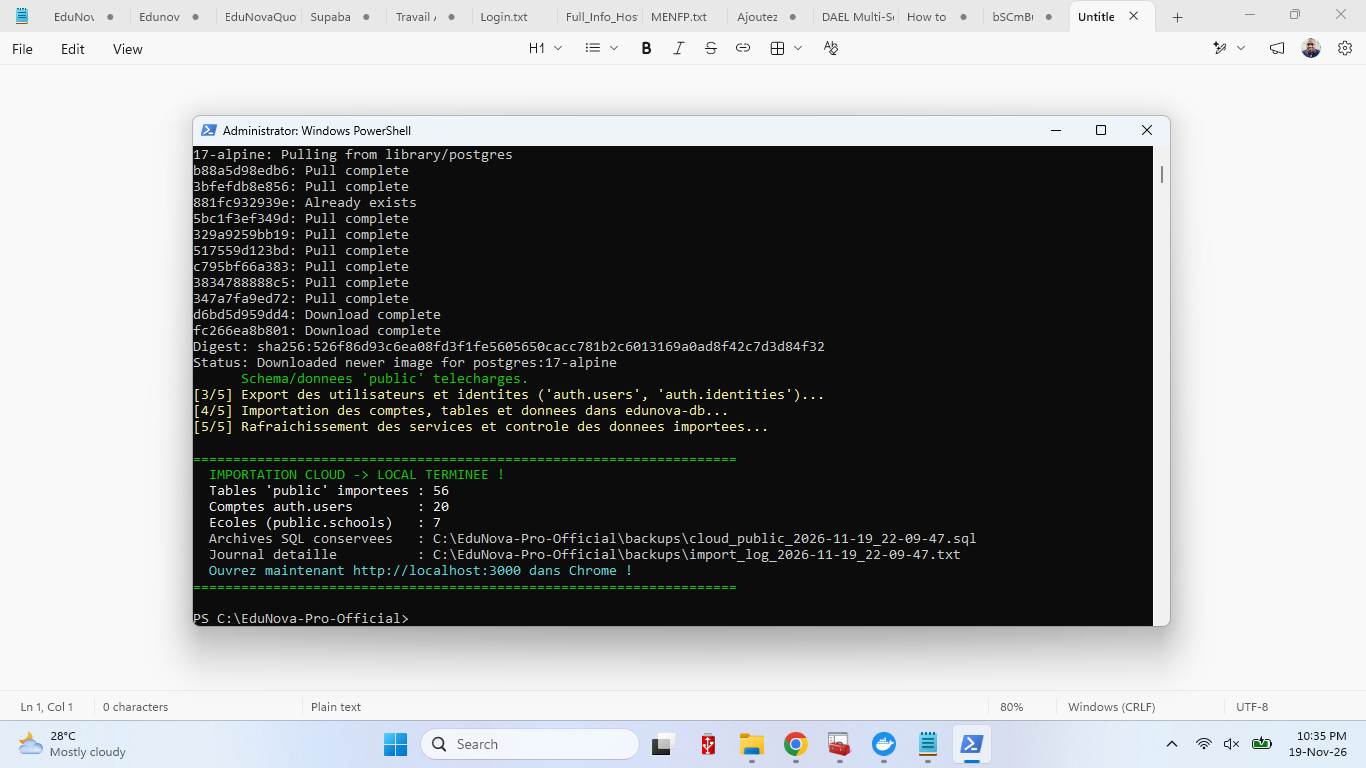 EduNov
Edunov
EduNovaQuo
Supaba
Travail
Login.txt
Full_Info_Hos
MENFP.txt
Ajoutez
DAEL Multi-Se
How to
bSCmB
Untitle
File
Edit
View
H1
Administrator: Windows PowerShell
17-alpine: Pulling from library/postgres
b88a5d98edb6: Pull complete
3bfefdb8e856: Pull complete
881fc932939e: Already exists
5bc1f3ef349d: Pull complete
329a9259bb19: Pull complete
517559d123bd: Pull complete
c795bf66a383: Pull complete
3834788888c5: Pull complete
347a7fa9ed72: Pull complete
d6bd5d959dd4: Download complete
fc266ea8b801: Download complete
Digest: sha256:526f86d93c6ea08fd3f1fe5605650cacc781b2c6013169a0ad8f42c7d3d84f32
Status: Downloaded newer image for postgres:17-alpine
Schema/donnees 'public' telecharges.
[3/5] Export des utilisateurs et identites ('auth.users', 'auth.identities')...
[4/5] Importation des comptes, tables et donnees dans edunova-db...
[5/5] Rafraichissement des services et controle des donnees importees...
====================================================================
IMPORTATION CLOUD -> LOCAL TERMINEE !
Tables 'public' importees : 56
Comptes auth.users : 20
Ecoles (public.schools) : 7
Archives SQL conservees : C:\EduNova-Pro-Official\backups\cloud_public_2026-11-19_22-09-47.sql
Journal detaille : C:\EduNova-Pro-Official\backups\import_log_2026-11-19_22-09-47.txt
Ouvrez maintenant http://localhost:3000 dans Chrome !
====================================================================
PS C:\EduNova-Pro-Official>
Ln 1, Col 1
0 characters
Plain text
80%
Windows (CRLF)
UTF-8
28°C
Mostly cloudy
Search
10:35 PM
19-Nov-26